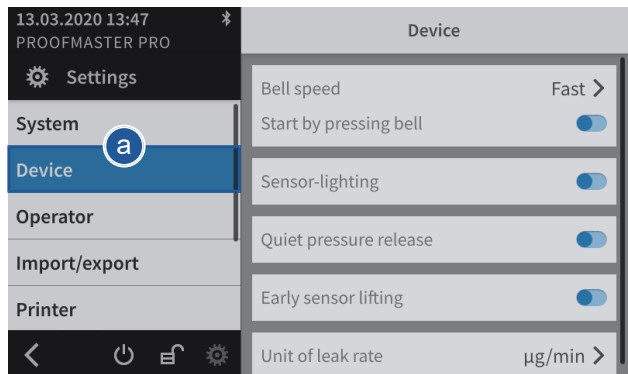 13.03.2020 13:47
PROOFMASTER PRO
Settings
System
a
Device
Operator
Import/export
Printer
Device
Bell speed Fast
Start by pressing bell
Sensor-lighting
Quiet pressure release
Early sensor lifting
Unit of leak rate µg/min